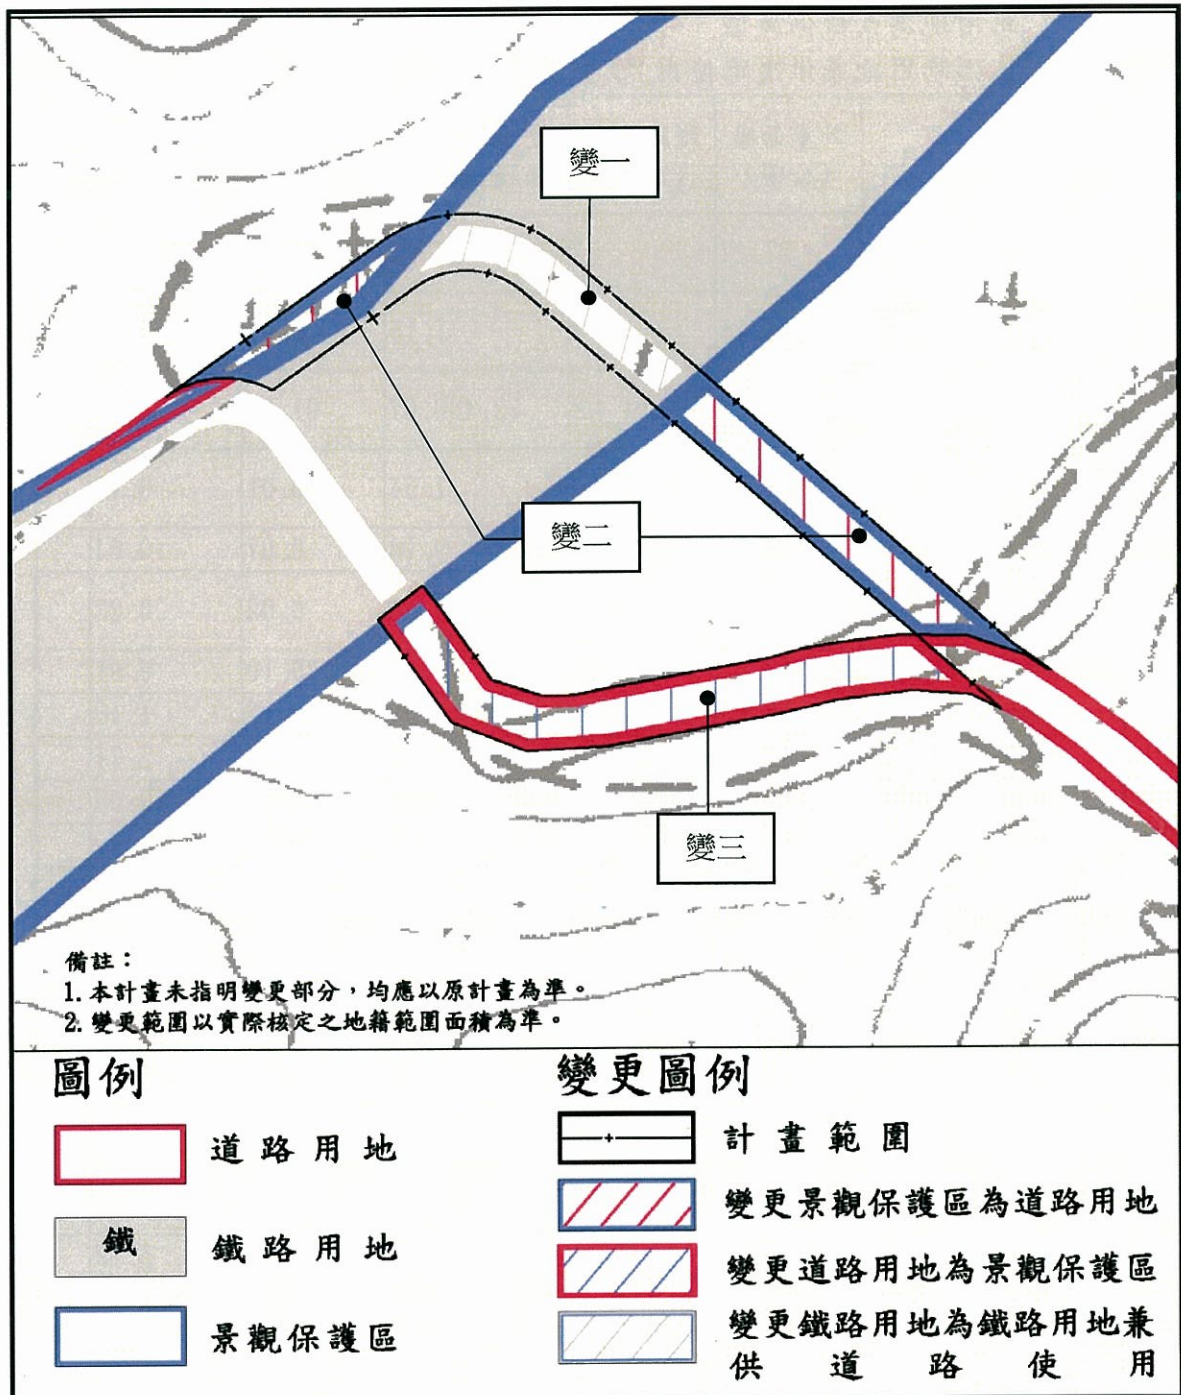 變一
變二
變三
備註：
1. 本計畫未指明變更部分，均應以原計畫為準。
2. 變更範圍以實際核定之地籍範圍面積為準。
圖例
道路用地
鐵
鐵路用地
景觀保護區
變更圖例
計畫範圍
變更景觀保護區為道路用地
變更道路用地為景觀保護區
變更鐵路用地為鐵路用地兼
供道路使用